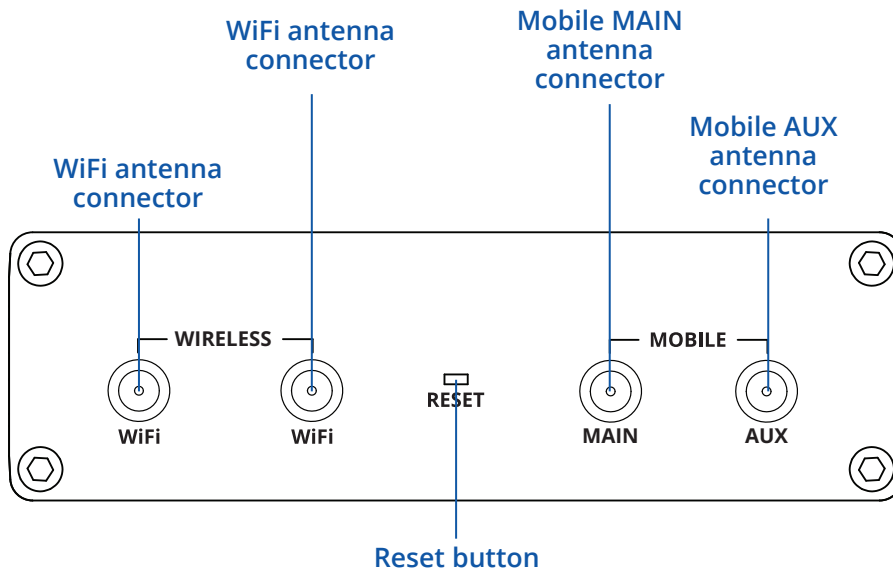 WiFi antenna
connector
WiFi antenna
connector
Mobile MAIN
antenna
connector
Mobile AUX
antenna
connector
WIRELESS
MOBILE
RESET
WiFi
WiFi
MAIN
AUX
Reset button